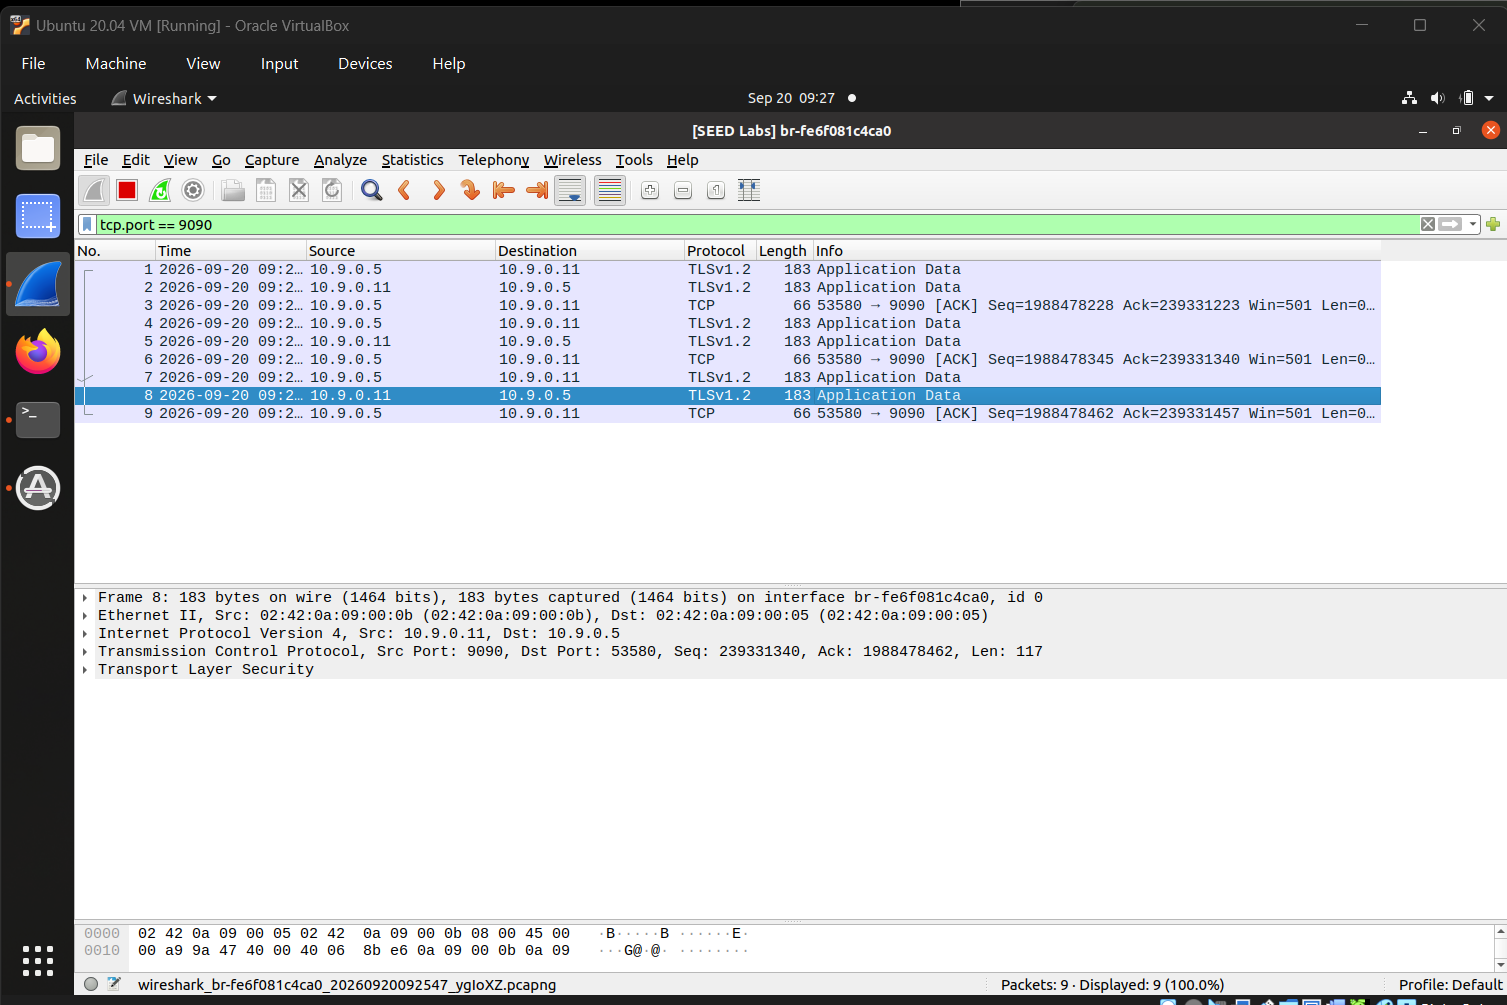 Ubuntu 20.04 VM [Running] - Oracle VirtualBox
File Machine View Input Devices Help
Activities Wireshark Sep 20 09:27
[SEED Labs] br-fe6f081c4ca0
File Edit View Go Capture Analyze Statistics Telephony Wireless Tools Help
tcp.port == 9090
No. Time Source Destination Protocol Length Info
1 2026-09-20 09:2… 10.9.0.5 10.9.0.11 TLSv1.2 183 Application Data
2 2026-09-20 09:2… 10.9.0.11 10.9.0.5 TLSv1.2 183 Application Data
3 2026-09-20 09:2… 10.9.0.5 10.9.0.11 TCP 66 53580 → 9090 [ACK] Seq=1988478228 Ack=239331223 Win=501 Len=0…
4 2026-09-20 09:2… 10.9.0.5 10.9.0.11 TLSv1.2 183 Application Data
5 2026-09-20 09:2… 10.9.0.11 10.9.0.5 TLSv1.2 183 Application Data
6 2026-09-20 09:2… 10.9.0.5 10.9.0.11 TCP 66 53580 → 9090 [ACK] Seq=1988478345 Ack=239331340 Win=501 Len=0…
7 2026-09-20 09:2… 10.9.0.5 10.9.0.11 TLSv1.2 183 Application Data
8 2026-09-20 09:2… 10.9.0.11 10.9.0.5 TLSv1.2 183 Application Data
9 2026-09-20 09:2… 10.9.0.5 10.9.0.11 TCP 66 53580 → 9090 [ACK] Seq=1988478462 Ack=239331457 Win=501 Len=0…
Frame 8: 183 bytes on wire (1464 bits), 183 bytes captured (1464 bits) on interface br-fe6f081c4ca0, id 0
Ethernet II, Src: 02:42:0a:09:00:0b (02:42:0a:09:00:0b), Dst: 02:42:0a:09:00:05 (02:42:0a:09:00:05)
Internet Protocol Version 4, Src: 10.9.0.11, Dst: 10.9.0.5
Transmission Control Protocol, Src Port: 9090, Dst Port: 53580, Seq: 239331340, Ack: 1988478462, Len: 117
Transport Layer Security
0000 02 42 0a 09 00 05 02 42 0a 09 00 0b 08 00 45 00 ·B·····B ······E·
0010 00 a9 9a 47 40 00 40 06 8b e6 0a 09 00 0b 0a 09 ···G@·@· ········
wireshark_br-fe6f081c4ca0_20260920092547_ygIoXZ.pcapng Packets: 9 · Displayed: 9 (100.0%) Profile: Default